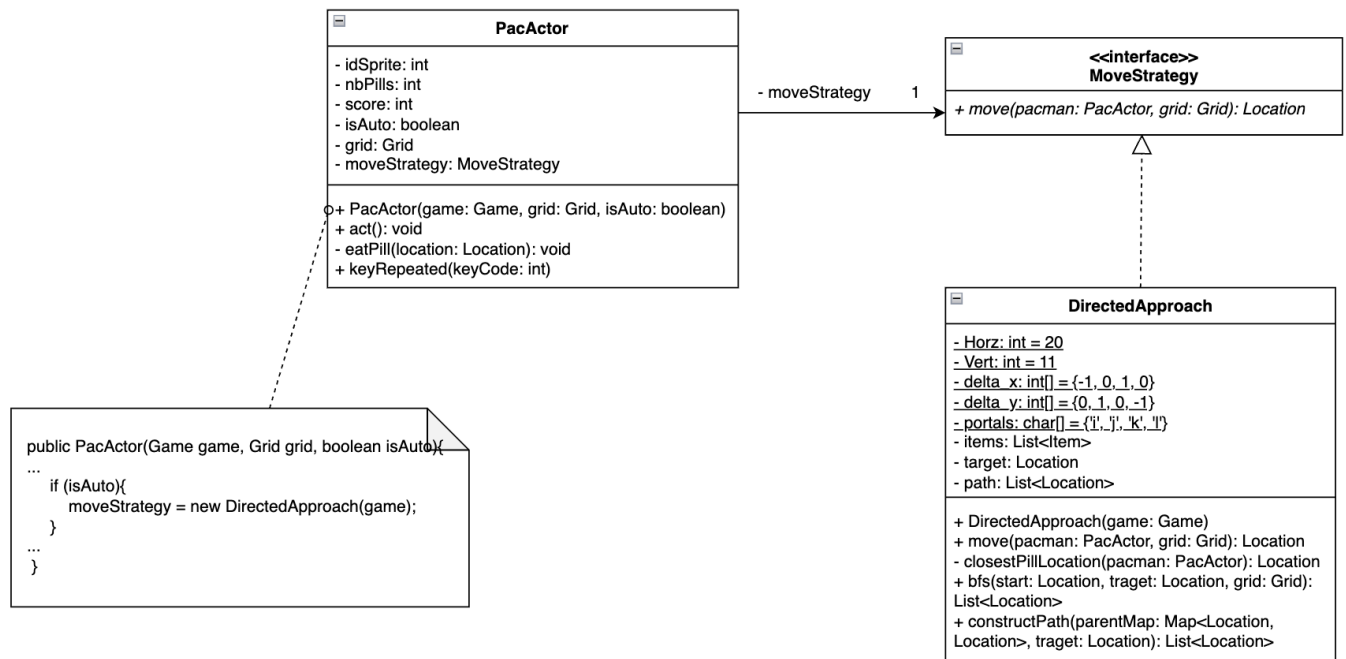 PacActor
- idSprite: int
- nbPills: int
- score: int
- isAuto: boolean
- grid: Grid
- moveStrategy: MoveStrategy
+ PacActor(game: Game, grid: Grid, isAuto: boolean)
+ act(): void
- eatPill(location: Location): void
+ keyRepeated(keyCode: int)
- moveStrategy 1
<<interface>>
MoveStrategy
+ move(pacman: PacActor, grid: Grid): Location
DirectedApproach
- Horz: int = 20
- Vert: int = 11
- delta_x: int[] = {-1, 0, 1, 0}
- delta_y: int[] = {0, 1, 0, -1}
- portals: char[] = {'i', 'j', 'k', 'l'}
- items: List<Item>
- target: Location
- path: List<Location>
+ DirectedApproach(game: Game)
+ move(pacman: PacActor, grid: Grid): Location
- closestPillLocation(pacman: PacActor): Location
+ bfs(start: Location, traget: Location, grid: Grid):
List<Location>
+ constructPath(parentMap: Map<Location,
Location>, traget: Location): List<Location>
public PacActor(Game game, Grid grid, boolean isAuto){
...
if (isAuto){
moveStrategy = new DirectedApproach(game);
}
...
}